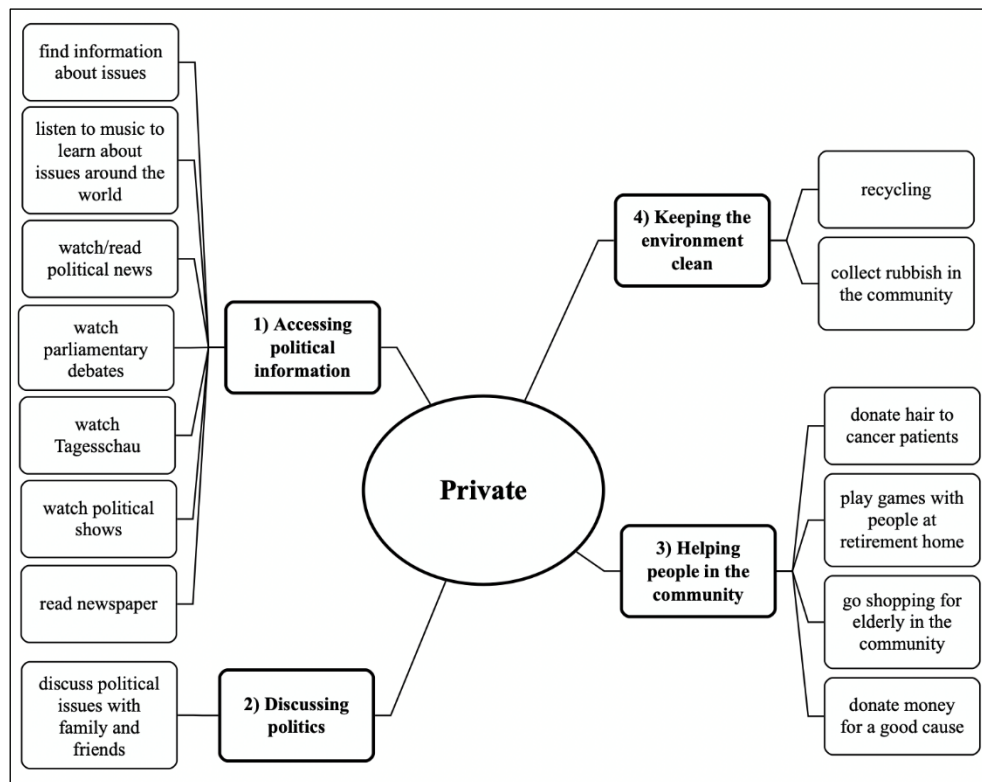 find information
about issues
listen to music to
learn about
issues around the
world
watch/read
political news
watch
parliamentary
debates
watch
Tagesschau
watch political
shows
read newspaper
1) Accessing
political
information
discuss political
issues with
family and
friends
2) Discussing
politics
Private
4) Keeping the
environment
clean
recycling
collect rubbish in
the community
3) Helping
people in the
community
donate hair to
cancer patients
play games with
people at
retirement home
go shopping for
elderly in the
community
donate money
for a good cause